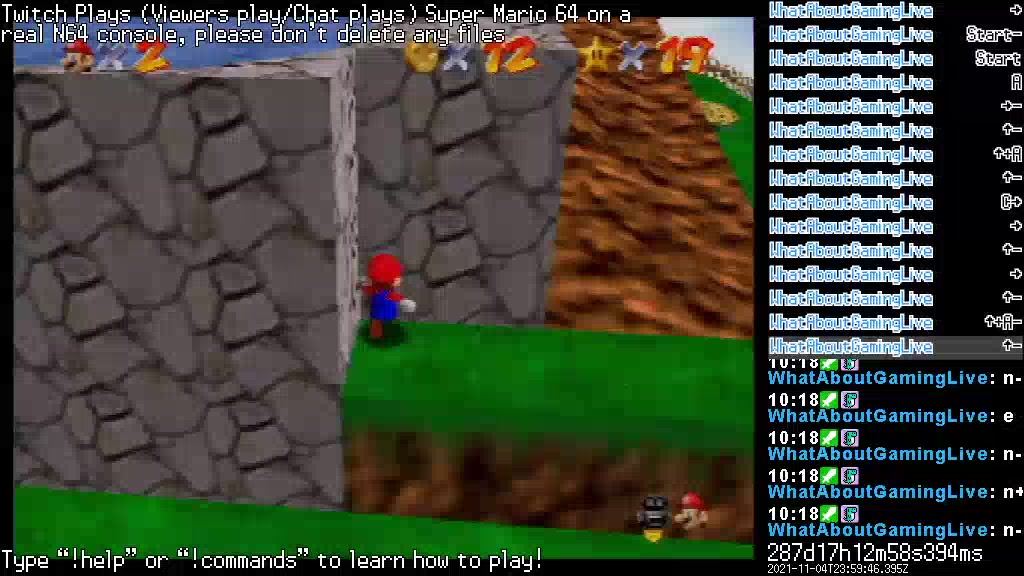 Twitch Plays (Viewers play/Chat plays) Super Mario 64 on a
real N64 console, please don't delete any files
× 2
× 12
× 19
WhatAboutGamingLive →
WhatAboutGamingLive Start-
WhatAboutGamingLive Start
WhatAboutGamingLive A
WhatAboutGamingLive →-
WhatAboutGamingLive ↑-
WhatAboutGamingLive ↑+A
WhatAboutGamingLive ↑-
WhatAboutGamingLive C→
WhatAboutGamingLive →
WhatAboutGamingLive ↑-
WhatAboutGamingLive →
WhatAboutGamingLive ↑-
WhatAboutGamingLive ↑+A-
WhatAboutGamingLive ↑-
10:18
WhatAboutGamingLive: n-
10:18
WhatAboutGamingLive: e
10:18
WhatAboutGamingLive: n-
10:18
WhatAboutGamingLive: n+
10:18
WhatAboutGamingLive: n-
Type "!help" or "!commands" to learn how to play!
287d17h12m58s394ms
2021-11-04T23:59:46.395Z